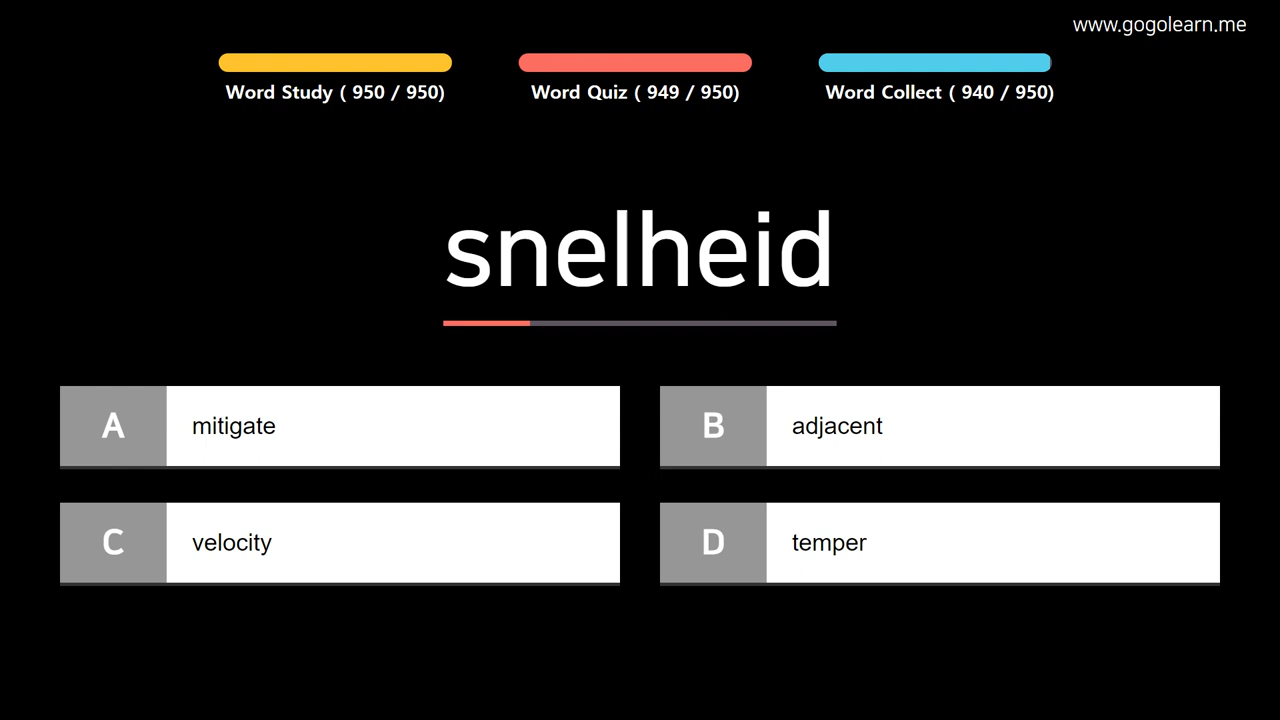 www.gogolearn.me
Word Study ( 950 / 950)
Word Quiz ( 949 / 950)
Word Collect ( 940 / 950)
snelheid
A mitigate
B adjacent
C velocity
D temper